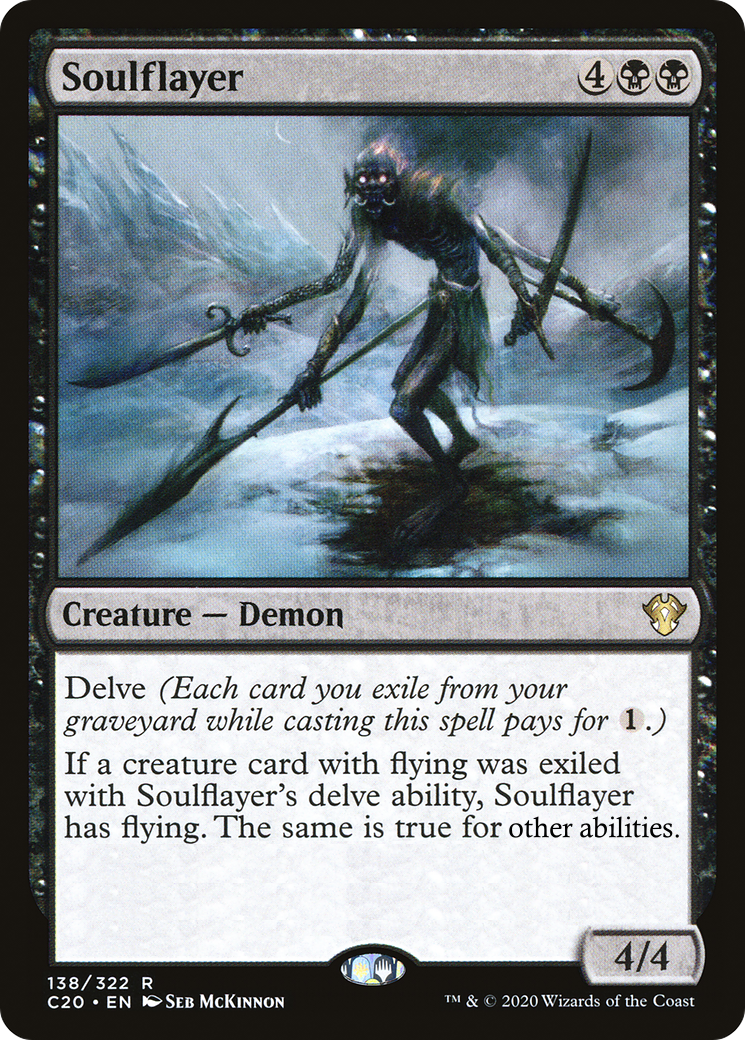 Soulflayer 4
Creature — Demon
Delve (Each card you exile from your
graveyard while casting this spell pays for 1.)
If a creature card with flying was exiled
with Soulflayer's delve ability, Soulflayer
has flying. The same is true for other abilities.
4/4
138/322 R
C20 • EN Seb McKinnon
™ & © 2020 Wizards of the Coast